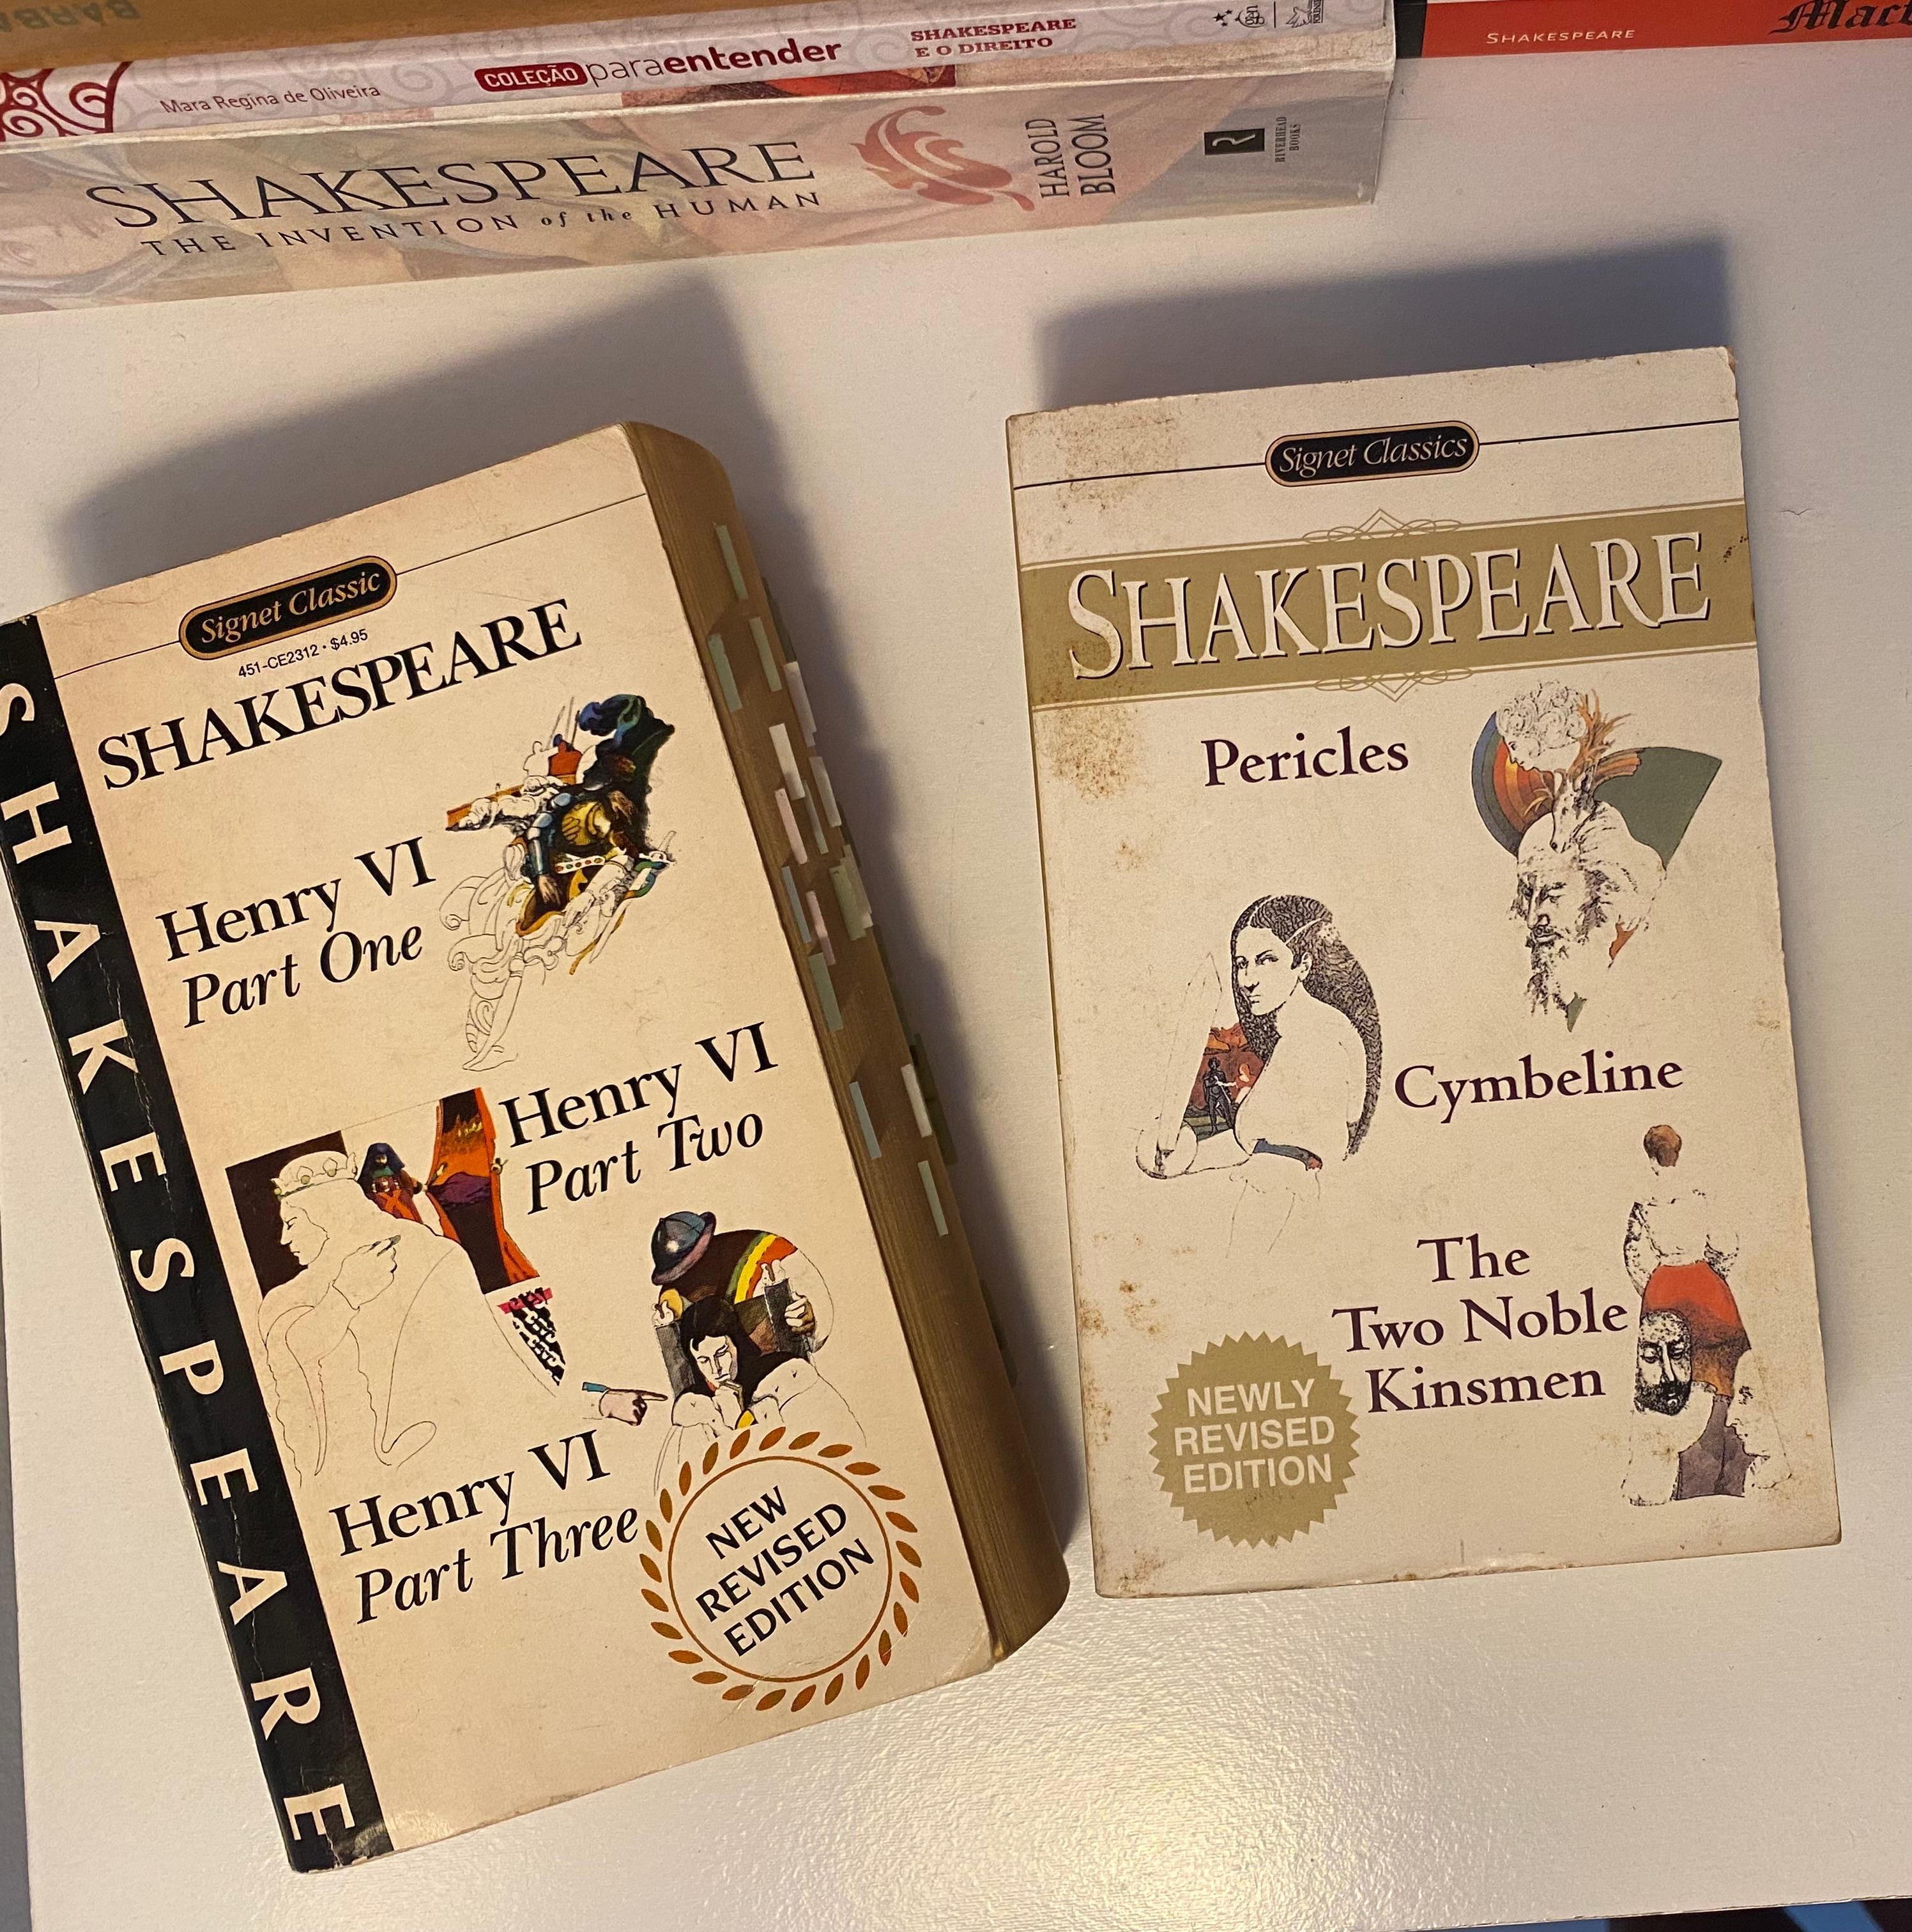 Mara Regina de Oliveira
COLEÇÃO paraentender
SHAKESPEARE
E O DIREITO
SHAKESPEARE
THE INVENTION of the HUMAN
HAROLD
BLOOM
RIVERHEAD
BOOKS
SHAKESPEARE
SHAKESPEARE
Signet Classic
451-CE2312 • $4.95
SHAKESPEARE
Henry VI
Part One
Henry VI
Part Two
Henry VI
Part Three
NEW
REVISED
EDITION
Signet Classics
SHAKESPEARE
Pericles
Cymbeline
The
Two Noble
Kinsmen
NEWLY
REVISED
EDITION